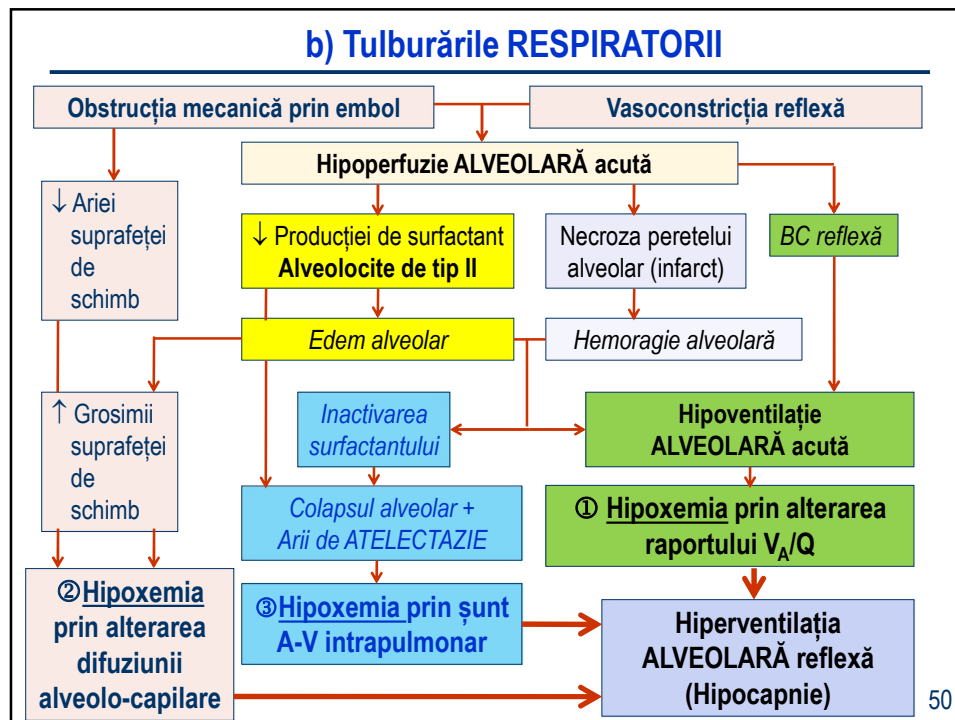 b) Tulburările RESPIRATORII
Obstrucția mecanică prin embol
Vasoconstricția reflexă
Hipoperfuzie ALVEOLARĂ acută
↓ Ariei
suprafeței
de
schimb
↓ Producției de surfactant
Alveolocite de tip II
Necroza peretelui
alveolar (infarct)
BC reflexă
Edem alveolar
Hemoragie alveolară
↑ Grosimii
suprafeței
de
schimb
Inactivarea
surfactantului
Hipoventilație
ALVEOLARĂ acută
Colapsul alveolar +
Arii de ATELECTAZIE
① Hipoxemia prin alterarea
raportului VA/Q
②Hipoxemia
prin alterarea
difuziunii
alveolo-capilare
③Hipoxemia prin șunt
A-V intrapulmonar
Hiperventilația
ALVEOLARĂ reflexă
(Hipocapnie)
50